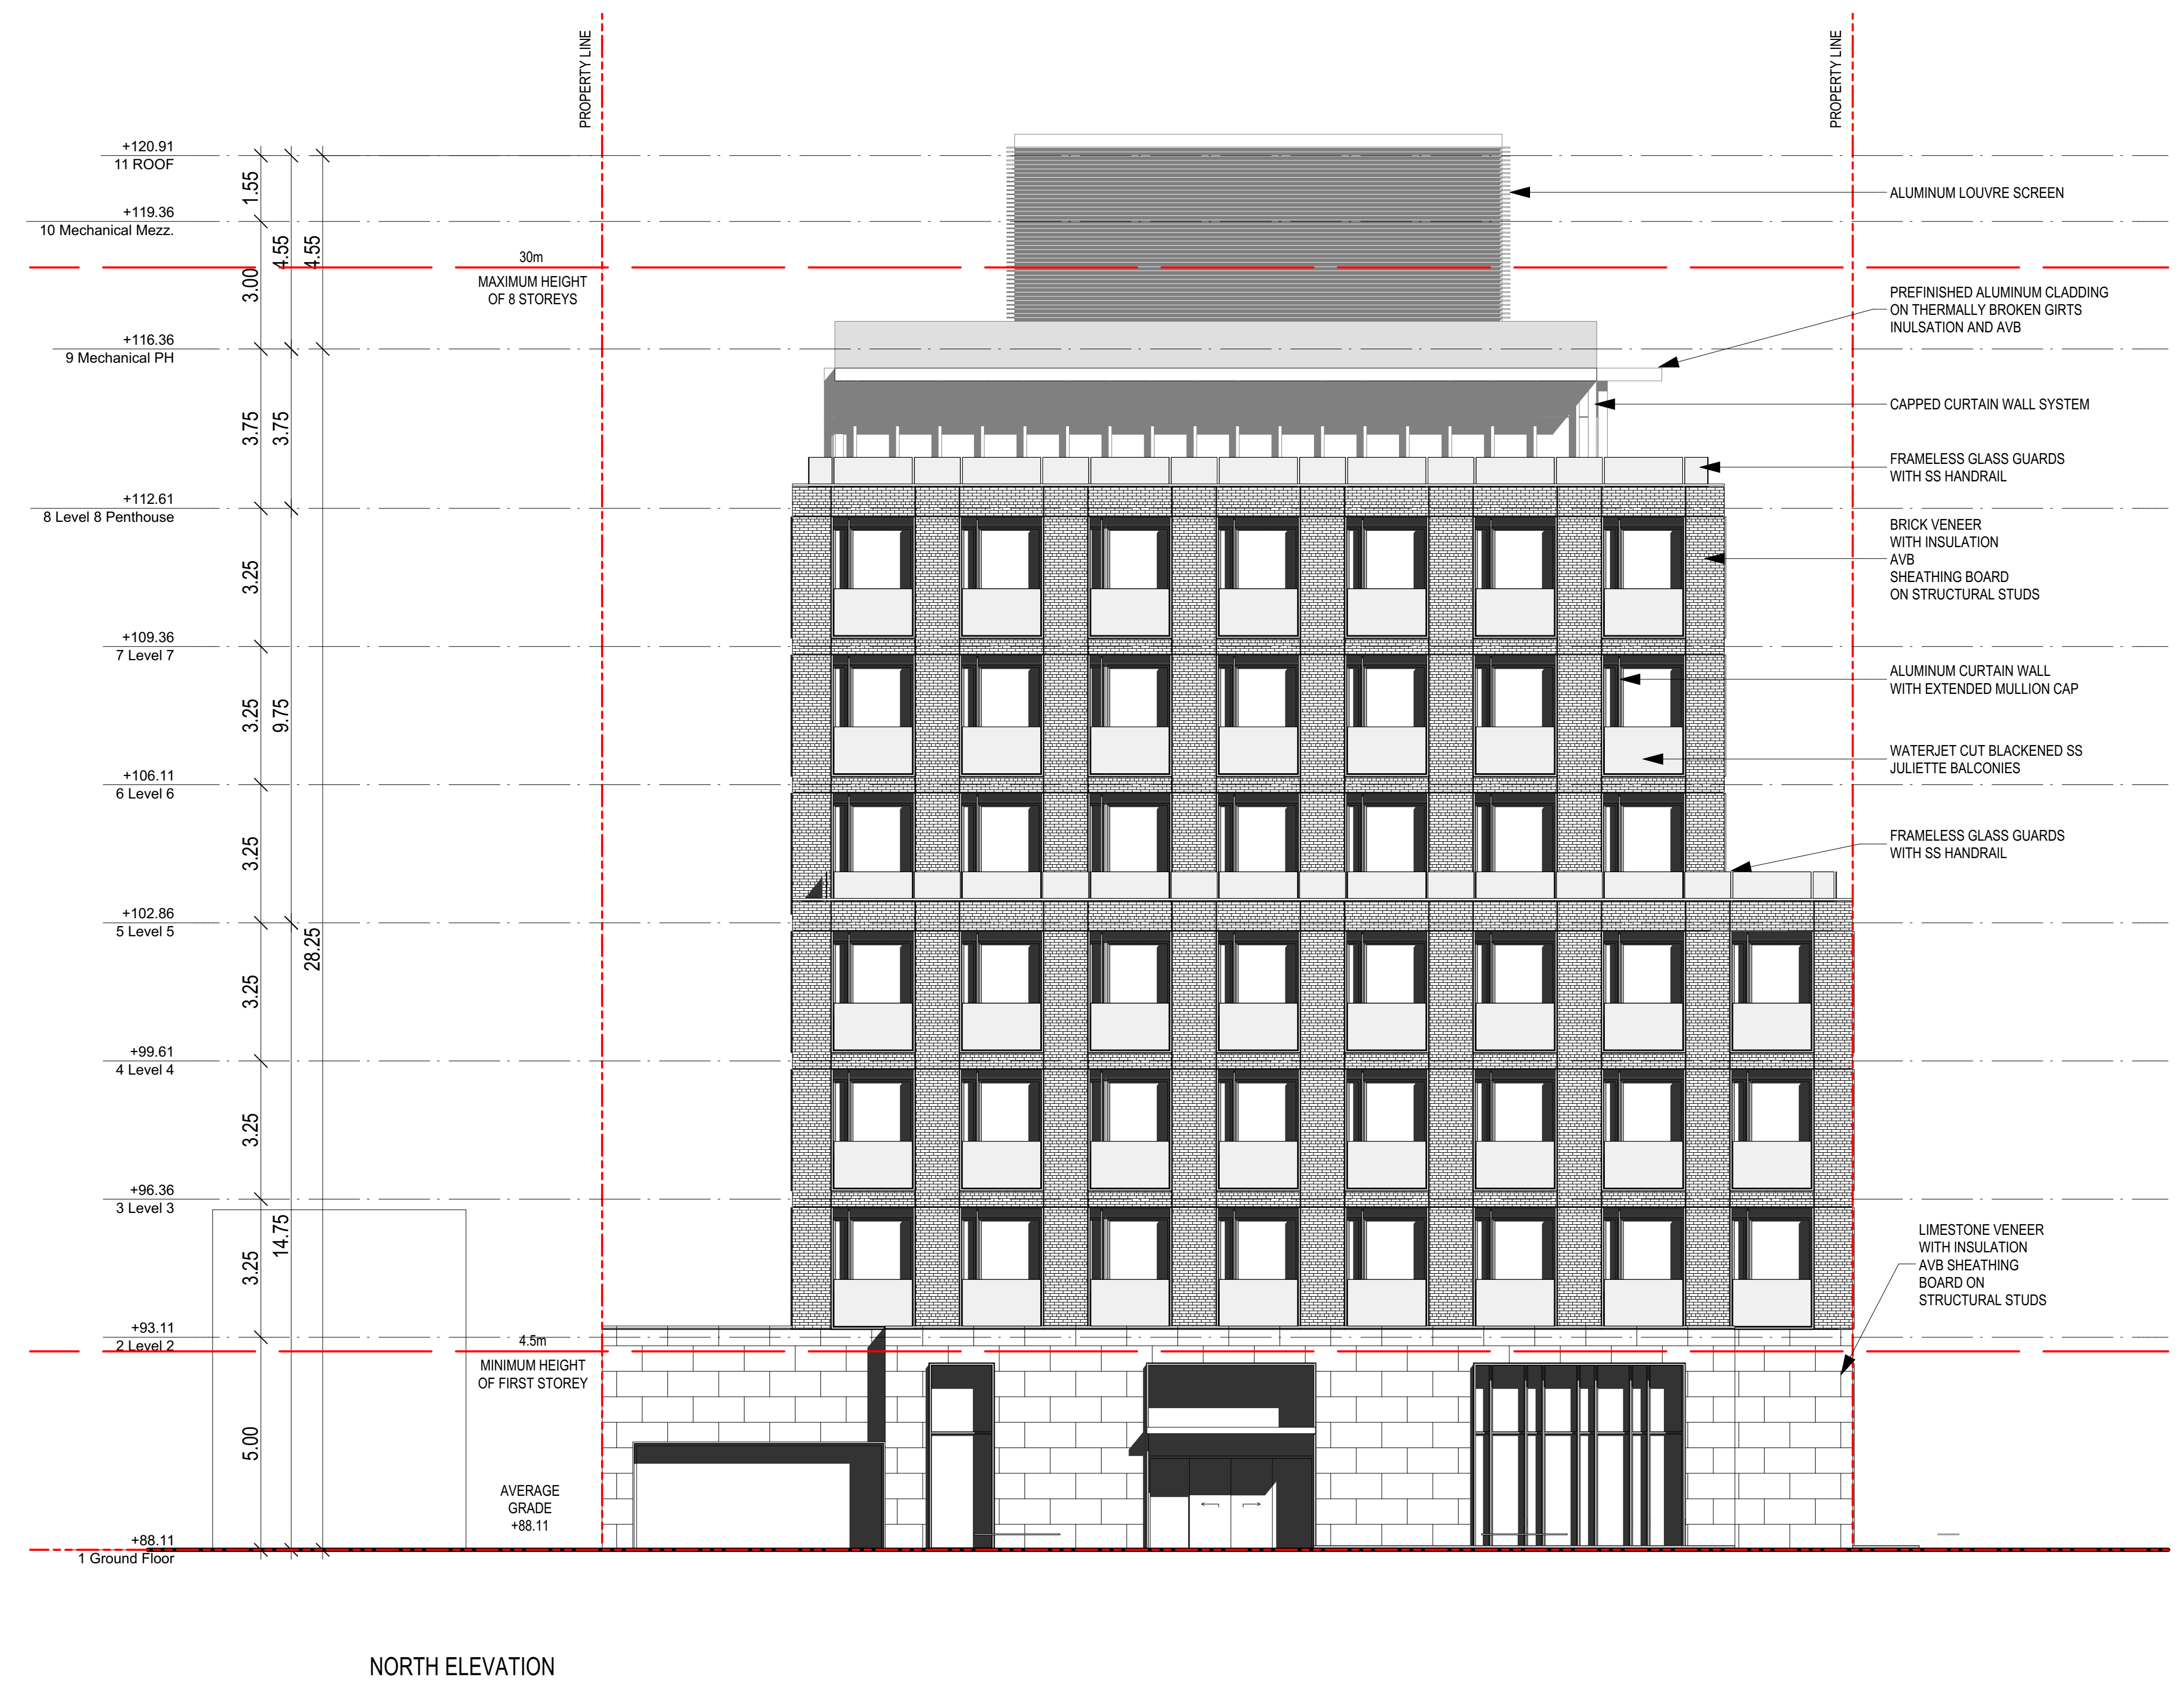 PROPERTY LINE
PROPERTY LINE
+120.91
11 ROOF
1.55
+119.36
10 Mechanical Mezz.
3.00
4.55
4.55
30m
MAXIMUM HEIGHT
OF 8 STOREYS
+116.36
9 Mechanical PH
3.75
3.75
+112.61
8 Level 8 Penthouse
3.25
+109.36
7 Level 7
3.25
9.75
+106.11
6 Level 6
3.25
+102.86
5 Level 5
28.25
3.25
+99.61
4 Level 4
3.25
+96.36
3 Level 3
14.75
3.25
+93.11
2 Level 2
4.5m
MINIMUM HEIGHT
OF FIRST STOREY
5.00
AVERAGE
GRADE
+88.11
+88.11
1 Ground Floor
ALUMINUM LOUVRE SCREEN
PREFINISHED ALUMINUM CLADDING
ON THERMALLY BROKEN GIRTS
INULSATION AND AVB
CAPPED CURTAIN WALL SYSTEM
FRAMELESS GLASS GUARDS
WITH SS HANDRAIL
BRICK VENEER
WITH INSULATION
AVB
SHEATHING BOARD
ON STRUCTURAL STUDS
ALUMINUM CURTAIN WALL
WITH EXTENDED MULLION CAP
WATERJET CUT BLACKENED SS
JULIETTE BALCONIES
FRAMELESS GLASS GUARDS
WITH SS HANDRAIL
LIMESTONE VENEER
WITH INSULATION
AVB SHEATHING
BOARD ON
STRUCTURAL STUDS
NORTH ELEVATION